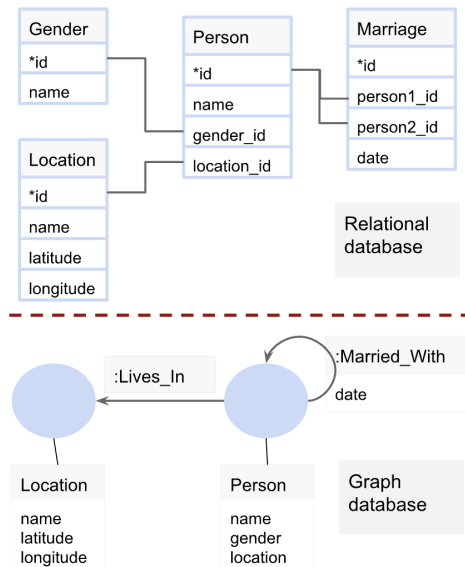 Gender
*id
name
Person
*id
name
gender_id
location_id
Marriage
*id
person1_id
person2_id
date
Location
*id
name
latitude
longitude
Relational
database
:Lives_In
:Married_With
date
Location
name
latitude
longitude
Person
name
gender
location
Graph
database